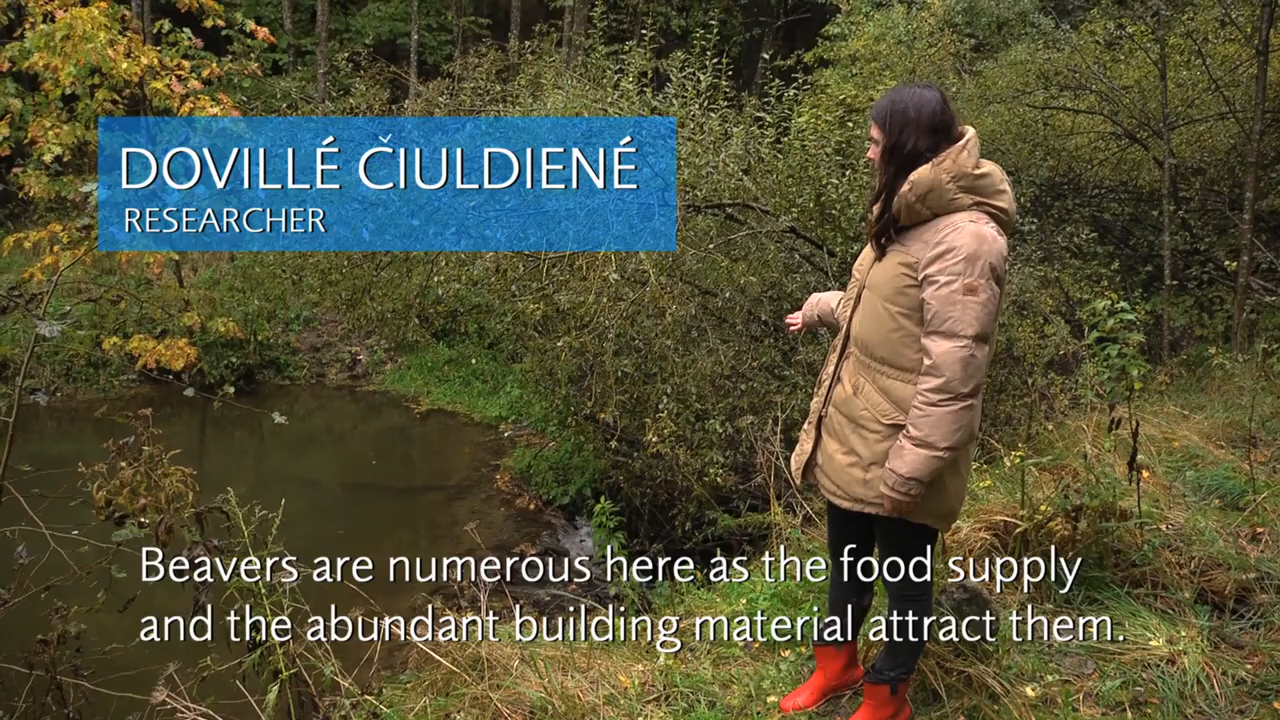 DOVILLÉ ČIULDIENÉ
RESEARCHER
Beavers are numerous here as the food supply
and the abundant building material attract them.